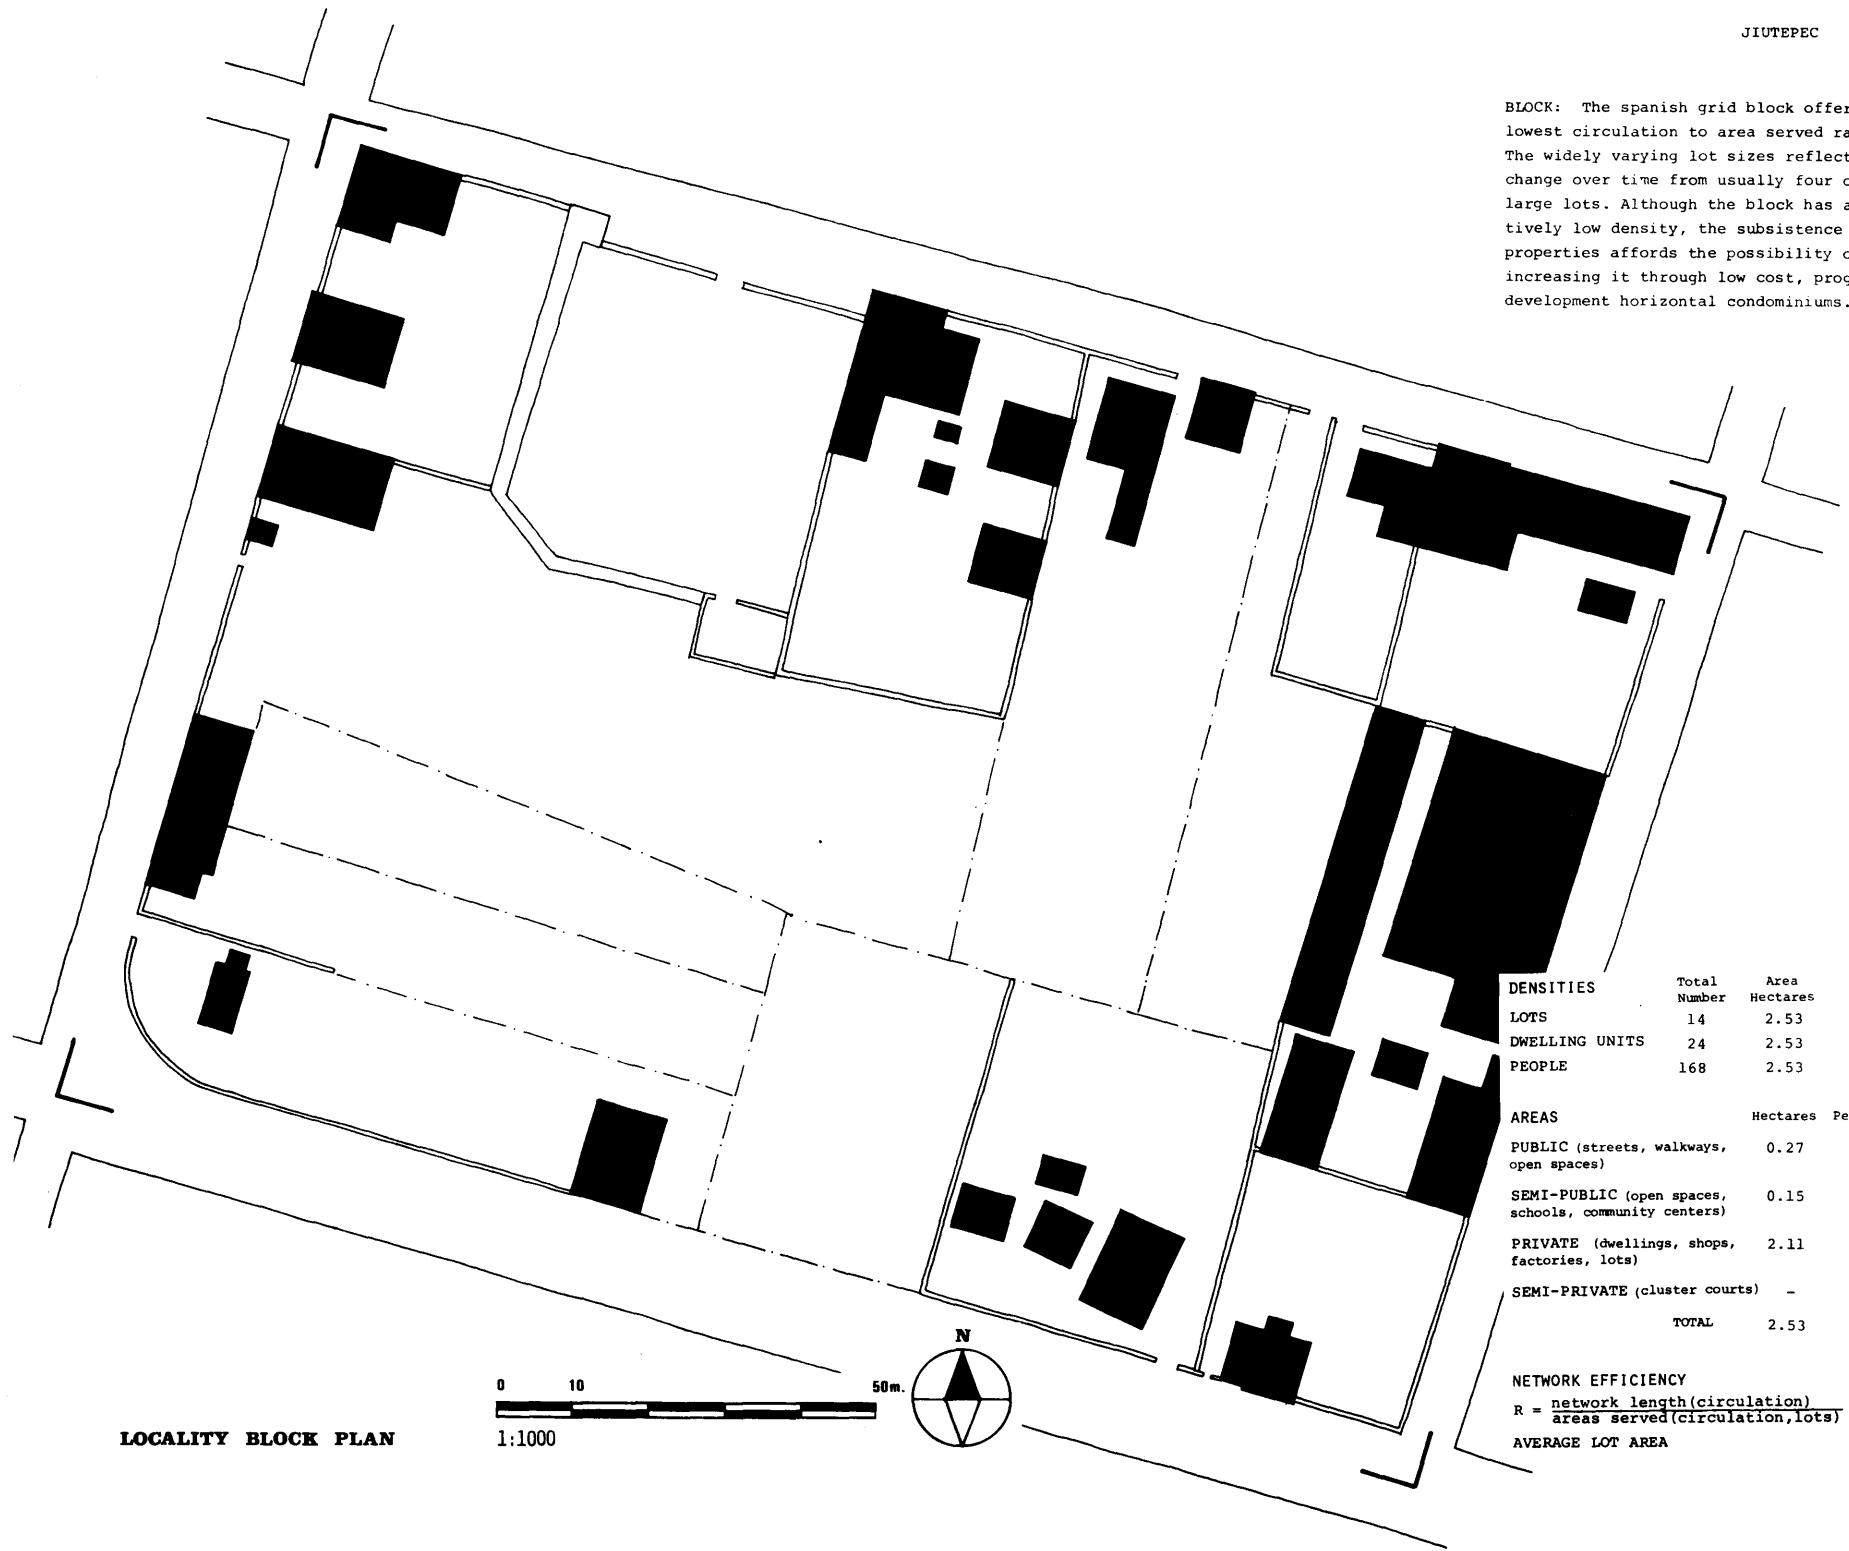 JIUTEPEC
BLOCK: The spanish grid block
lowest circulation to area served
The widely varying lot sizes
change over time from usually four
large lots. Although the block has
low density, the subsistence
properties affords the possibility
increasing it through low cost,
development horizontal condominiums.
DENSITIES Total Number Area Hectares
LOTS 14 2.53
DWELLING UNITS 24 2.53
PEOPLE 168 2.53
AREAS Hectares
PUBLIC (streets, walkways, 0.27
open spaces)
SEMI-PUBLIC (open spaces, 0.15
schools, community centers)
PRIVATE (dwellings, shops, 2.11
factories, lots)
SEMI-PRIVATE (cluster courts) –
TOTAL 2.53
NETWORK EFFICIENCY
R = network length(circulation)
areas served(circulation,lots)
AVERAGE LOT AREA
N
0 10 50m.
1:1000
LOCALITY BLOCK PLAN